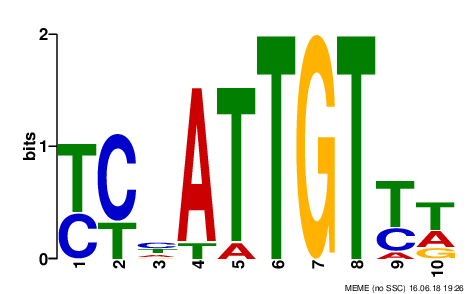 2
bits
1
0
T C
C T
C T A
A T
T A
T
G
T
T C A
T A G
1 2 3 4 5 6 7 8 9 10
MEME (no SSC) 16.06.18 19:26